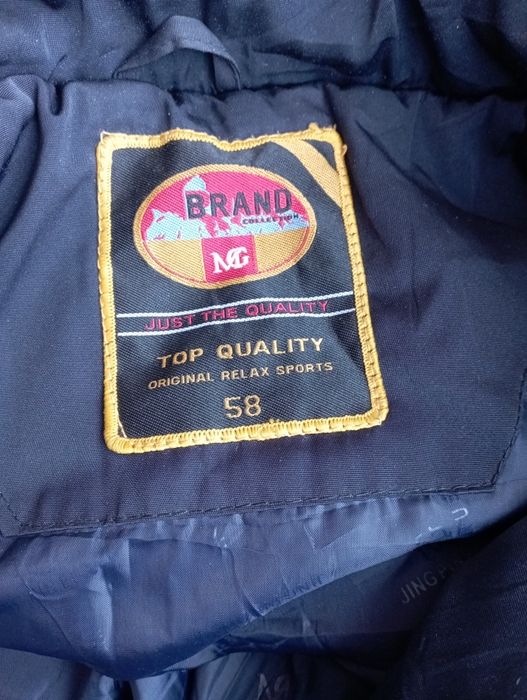 BRAND
COLLECTION
MG
JUST THE QUALITY
TOP QUALITY
ORIGINAL RELAX SPORTS
58